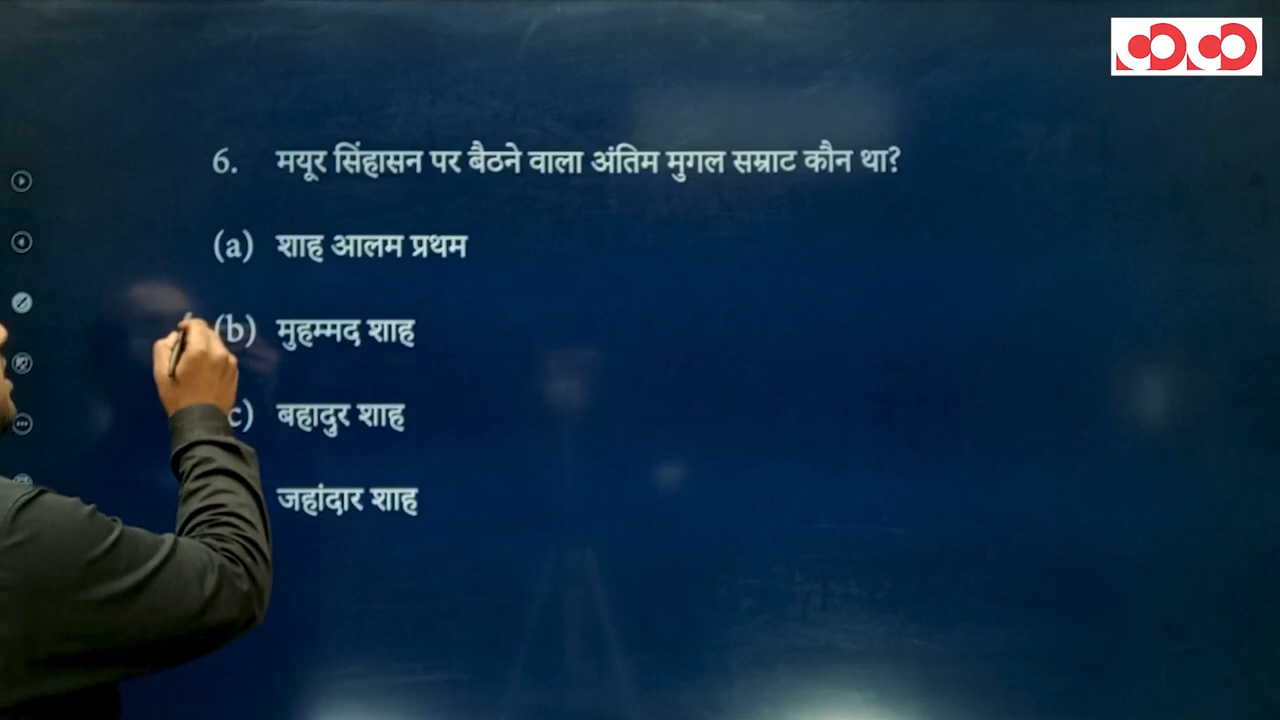 6. मयूर सिंहासन पर बैठने वाला अंतिम मुगल सम्राट कौन था?
(a) शाह आलम प्रथम
(b) मुहम्मद शाह
c) बहादुर शाह
जहांदार शाह